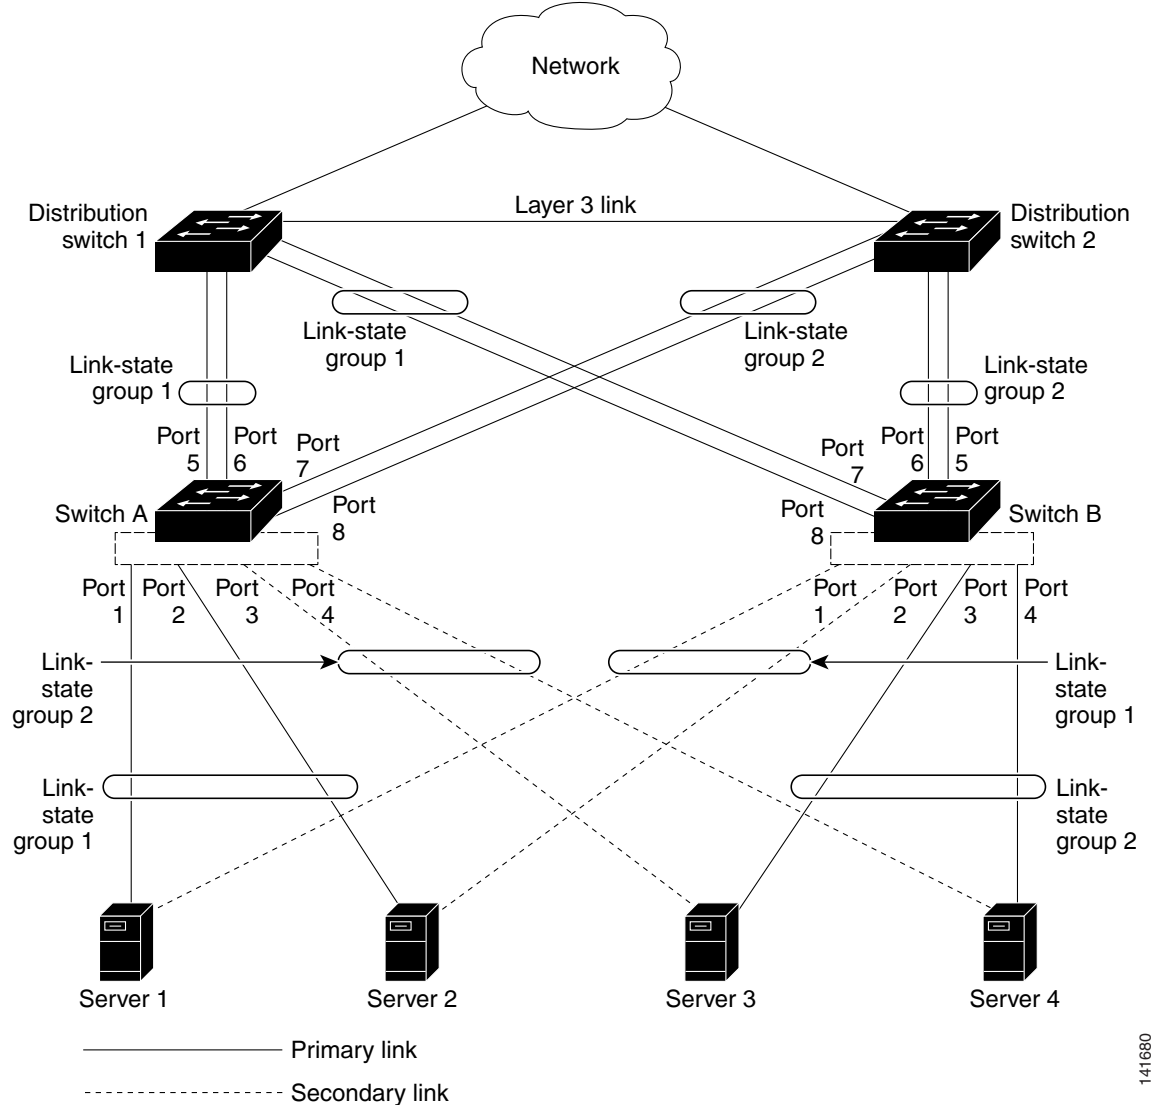 Network
Distribution
switch 1
Layer 3 link
Distribution
switch 2
Link-state
group 1
Link-state
group 2
Link-state
group 1
Link-state
group 2
Port
5
Port
6
Port
7
Port
8
Port
7
Port
6
Port
5
Port
8
Switch A
Switch B
Port
1
Port
2
Port
3
Port
4
Port
1
Port
2
Port
3
Port
4
Link-
state
group 2
Link-
state
group 1
Link-
state
group 1
Link-
state
group 2
Server 1
Server 2
Server 3
Server 4
Primary link
Secondary link
141680